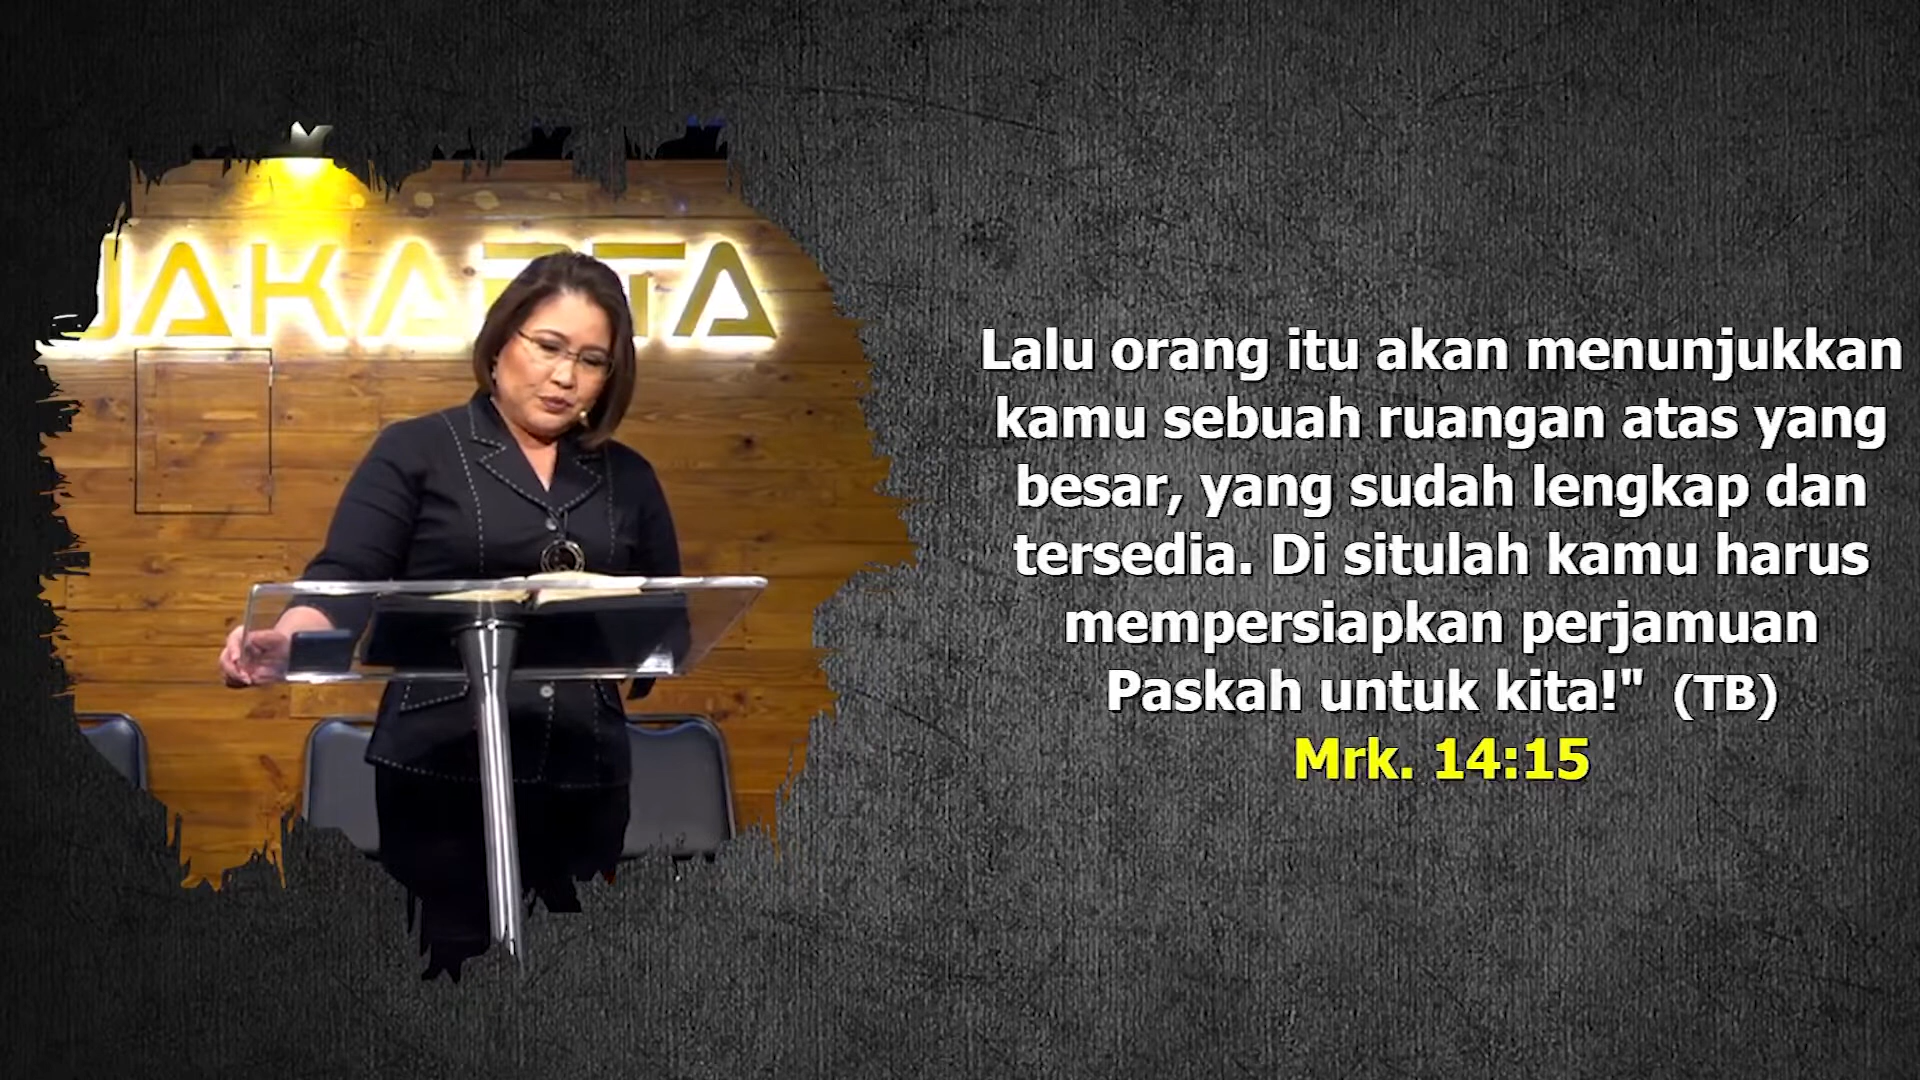 JAKARTA
Lalu orang itu akan menunjukkan
kamu sebuah ruangan atas yang
besar, yang sudah lengkap dan
tersedia. Di situlah kamu harus
mempersiapkan perjamuan
Paskah untuk kita!" (TB)
Mrk. 14:15